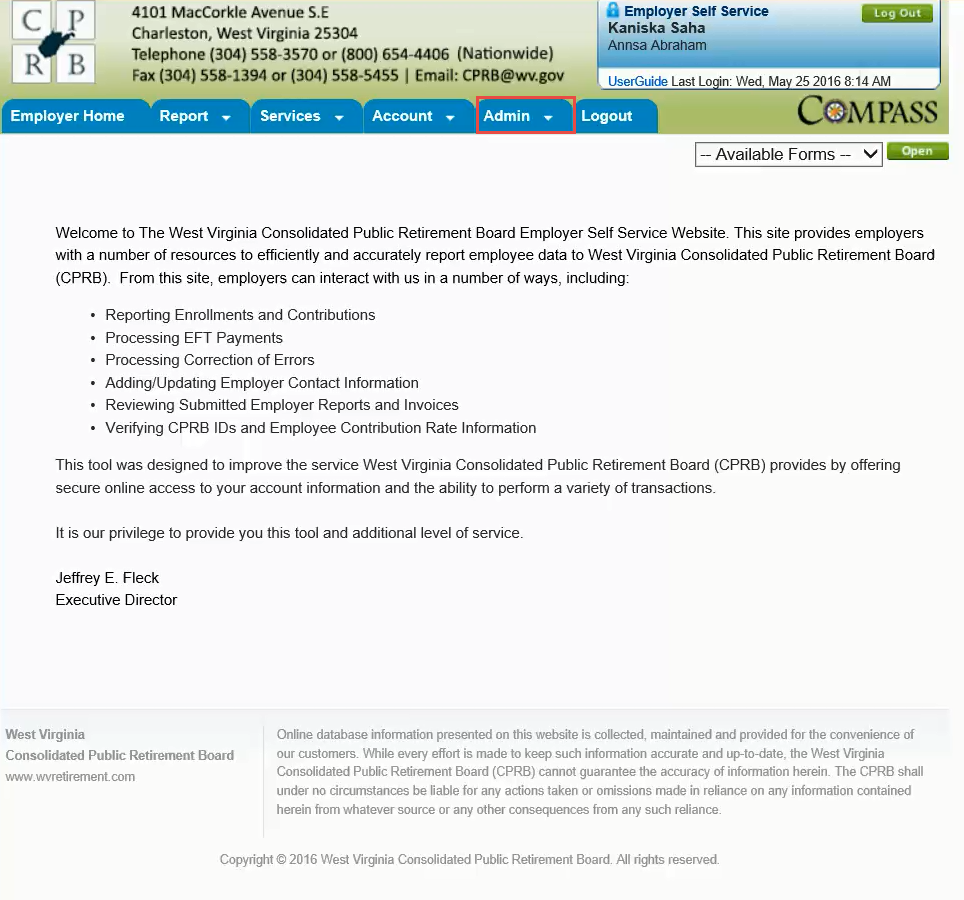 C P
R B
4101 MacCorkle Avenue S.E
Charleston, West Virginia 25304
Telephone (304) 558-3570 or (800) 654-4406 (Nationwide)
Fax (304) 558-1394 or (304) 558-5455 | Email: CPRB@wv.gov
Employer Self Service
Log Out
Kaniska Saha
Annsa Abraham
UserGuide Last Login: Wed, May 25 2016 8:14 AM
Employer Home Report Services Account Admin Logout
COMPASS
-- Available Forms -- Open
Welcome to The West Virginia Consolidated Public Retirement Board Employer Self Service Website. This site provides employers
with a number of resources to efficiently and accurately report employee data to West Virginia Consolidated Public Retirement Board
(CPRB). From this site, employers can interact with us in a number of ways, including:
• Reporting Enrollments and Contributions
• Processing EFT Payments
• Processing Correction of Errors
• Adding/Updating Employer Contact Information
• Reviewing Submitted Employer Reports and Invoices
• Verifying CPRB IDs and Employee Contribution Rate Information
This tool was designed to improve the service West Virginia Consolidated Public Retirement Board (CPRB) provides by offering
secure online access to your account information and the ability to perform a variety of transactions.
It is our privilege to provide you this tool and additional level of service.
Jeffrey E. Fleck
Executive Director
West Virginia
Consolidated Public Retirement Board
www.wvretirement.com
Online database information presented on this website is collected, maintained and provided for the convenience of
our customers. While every effort is made to keep such information accurate and up-to-date, the West Virginia
Consolidated Public Retirement Board (CPRB) cannot guarantee the accuracy of information herein. The CPRB shall
under no circumstances be liable for any actions taken or omissions made in reliance on any information contained
herein from whatever source or any other consequences from any such reliance.
Copyright © 2016 West Virginia Consolidated Public Retirement Board. All rights reserved.